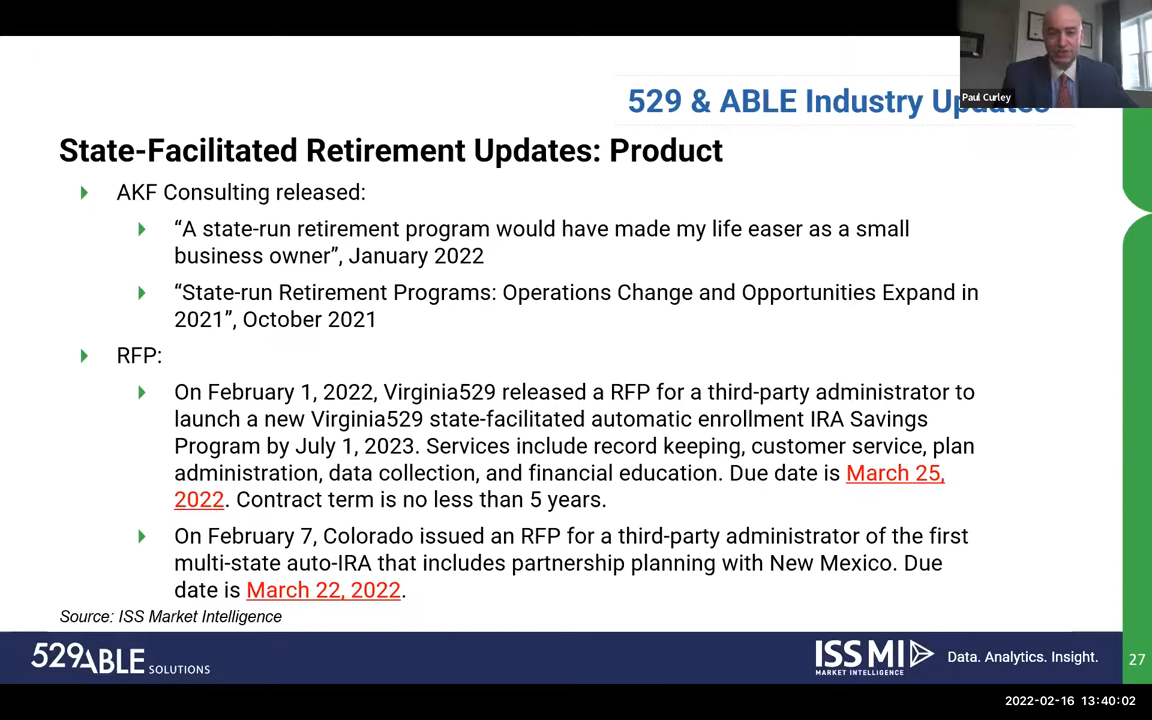 Paul Curley
529 & ABLE Industry Updates
State-Facilitated Retirement Updates: Product
AKF Consulting released:
“A state-run retirement program would have made my life easer as a small
business owner”, January 2022
“State-run Retirement Programs: Operations Change and Opportunities Expand in
2021”, October 2021
RFP:
On February 1, 2022, Virginia529 released a RFP for a third-party administrator to
launch a new Virginia529 state-facilitated automatic enrollment IRA Savings
Program by July 1, 2023. Services include record keeping, customer service, plan
administration, data collection, and financial education. Due date is March 25,
2022. Contract term is no less than 5 years.
On February 7, Colorado issued an RFP for a third-party administrator of the first
multi-state auto-IRA that includes partnership planning with New Mexico. Due
date is March 22, 2022.
Source: ISS Market Intelligence
529ABLE SOLUTIONS
ISS MI
MARKET INTELLIGENCE
Data. Analytics. Insight.
27
2022-02-16 13:40:02